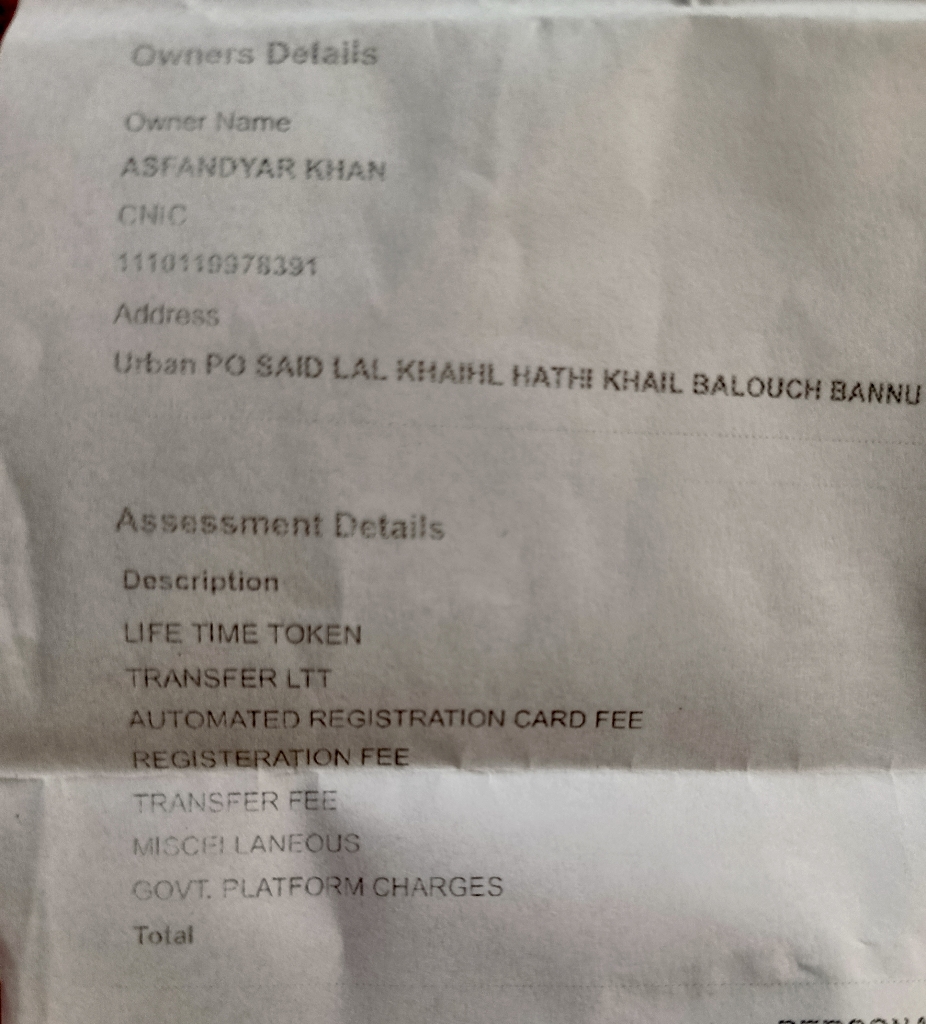 Owners Details
Owner Name
ASFANDYAR KHAN
CNIC
1110119978391
Address
Urban PO SAID LAL KHAIHL HATHI KHAIL BALOUCH BANNU
Assessment Details
Description
LIFE TIME TOKEN
TRANSFER LTT
AUTOMATED REGISTRATION CARD FEE
REGISTERATION FEE
TRANSFER FEE
MISCELLANEOUS
GOVT. PLATFORM CHARGES
Total